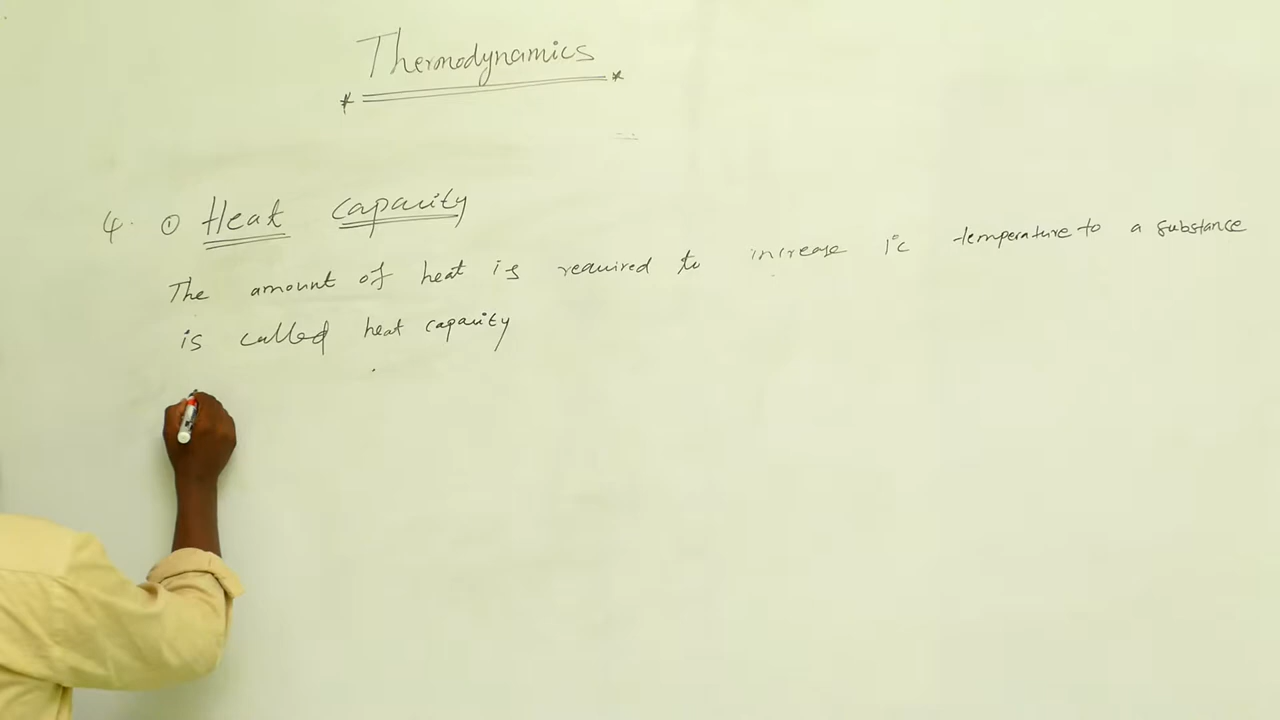 Thermodynamics
4. ① Heat capacity
The amount of heat is required to increase 1°c temperature to a substance
is called heat capacity